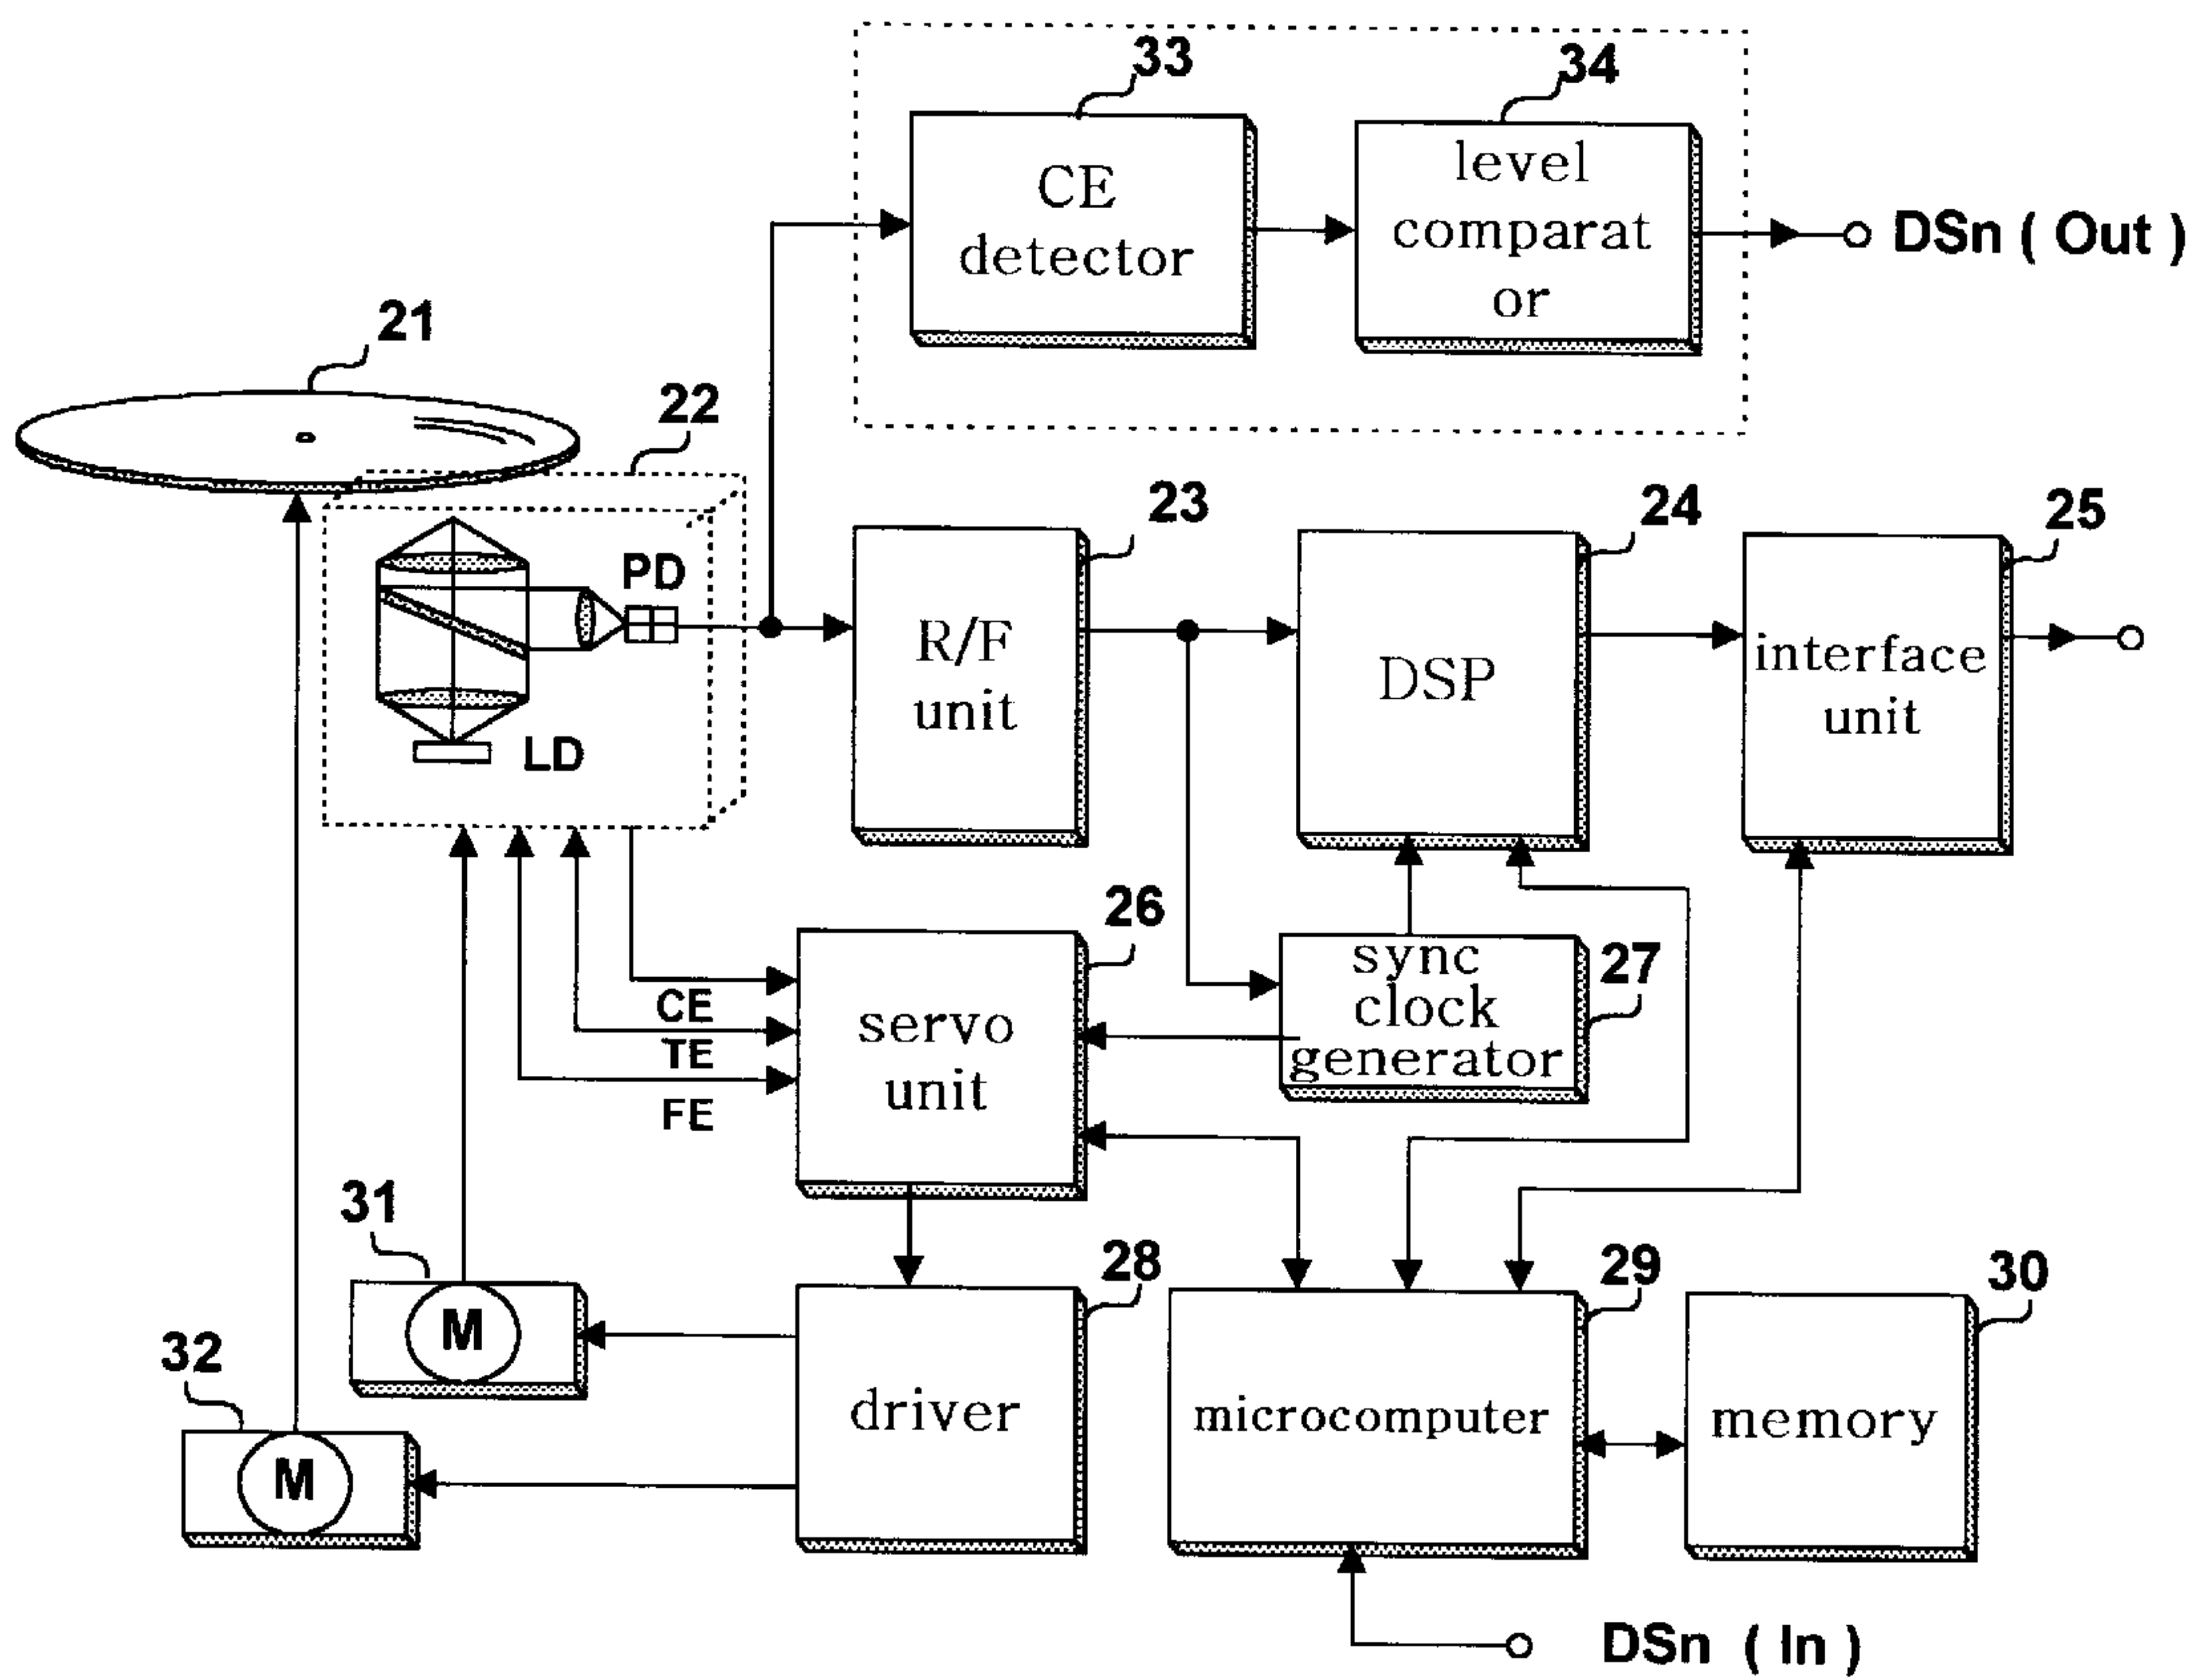 33
34
CE
detector
level
comparat
or
DSn ( Out )
21
22
23
24
25
PD
LD
R/F
unit
DSP
interface
unit
26
27
CE
TE
FE
servo
unit
sync
clock
generator
31
32
28
29
30
M
M
driver
microcomputer
memory
DSn ( In )